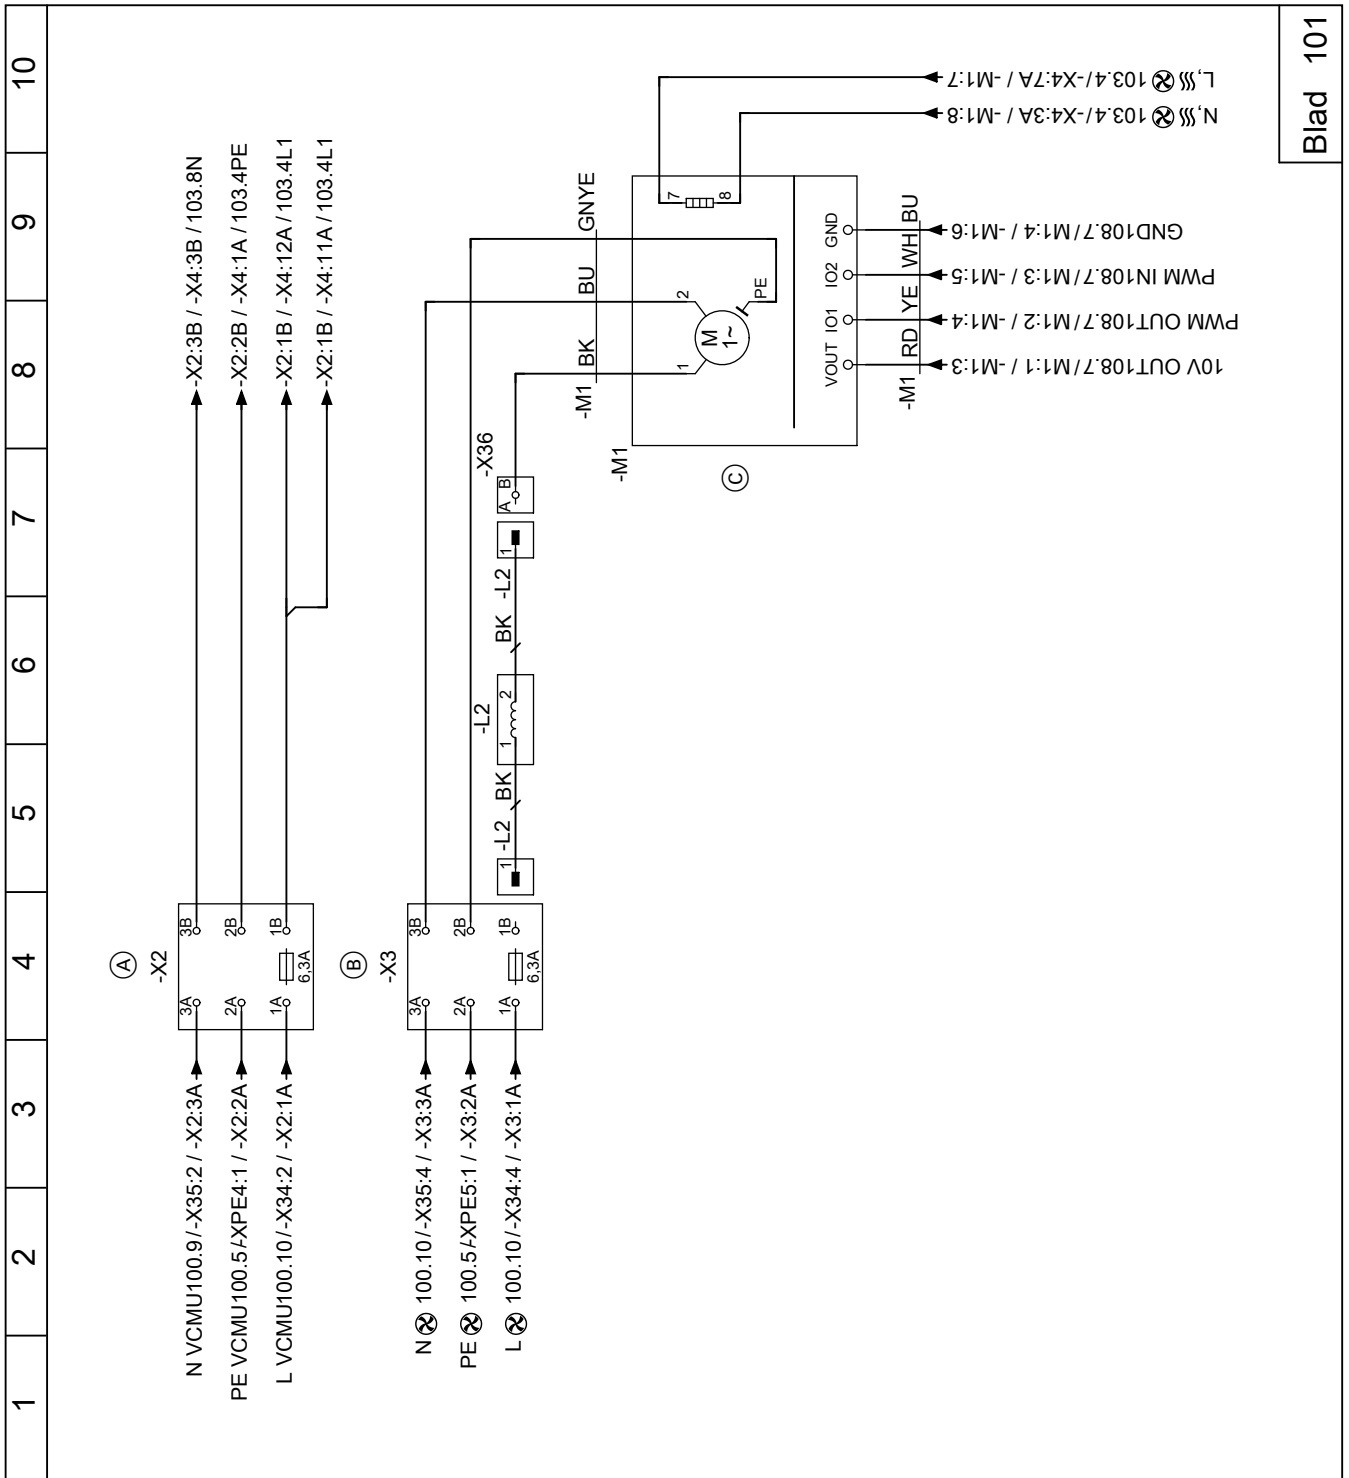 1 2 3 4 5 6 7 8 9 10
Blad 101
A
-X2
N VCMU100.9 / -X35:2 / -X2:3A
3A 3B
-X2:3B / -X4:3B / 103.8N
PE VCMU100.5 /-XPE4:1 / -X2:2A
2A 2B
-X2:2B / -X4:1A / 103.4PE
L VCMU100.10 / -X34:2 / -X2:1A
1A 1B
6,3A
-X2:1B / -X4:12A / 103.4L1
-X2:1B / -X4:11A / 103.4L1
B
-X3
N 100.10 / -X35:4 / -X3:3A
3A 3B
PE 100.5 /-XPE5:1 / -X3:2A
2A 2B
L 100.10 / -X34:4 / -X3:1A
1A 1B
6,3A
-L2
1
BK
-L2
1 2
BK
-L2
1
-X36
A B
-M1 BK BU GNYE
-M1
C
1 2
M
1~
PE
7 8
VOUT IO1 IO2 GND
-M1 RD YE WH BU
L, 103.4 /-X4:7A / -M1:7
N, 103.4 /-X4:3A / -M1:8
GND108.7 / M1:4 / -M1:6
PWM IN108.7 / M1:3 / -M1:5
PWM OUT108.7 / M1:2 / -M1:4
10V OUT108.7 / M1:1 / -M1:3